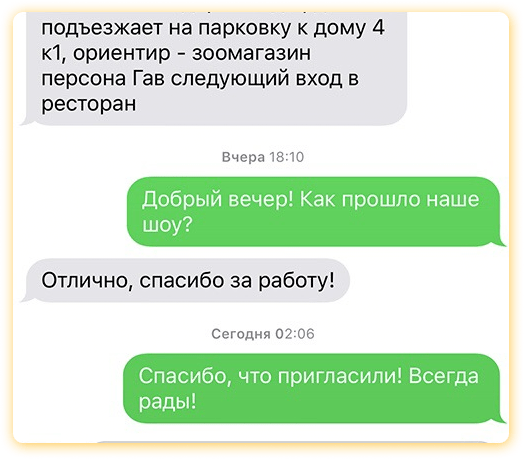 подъезжает на парковку к дому 4
к1, ориентир - зоомагазин
персона Гав следующий вход в
ресторан
Вчера 18:10
Добрый вечер! Как прошло наше
шоу?
Отлично, спасибо за работу!
Сегодня 02:06
Спасибо, что пригласили! Всегда
рады!